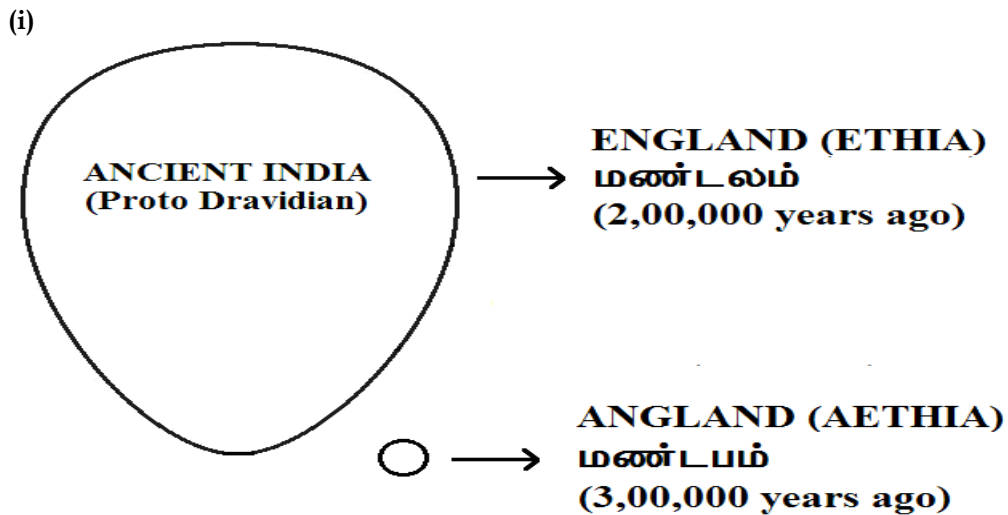 (i)
ANCIENT INDIA
(Proto Dravidian)
ENGLAND (ETHIA)
மண்டலம்
(2,00,000 years ago)
ANGLAND (AETHIA)
மண்டபம்
(3,00,000 years ago)